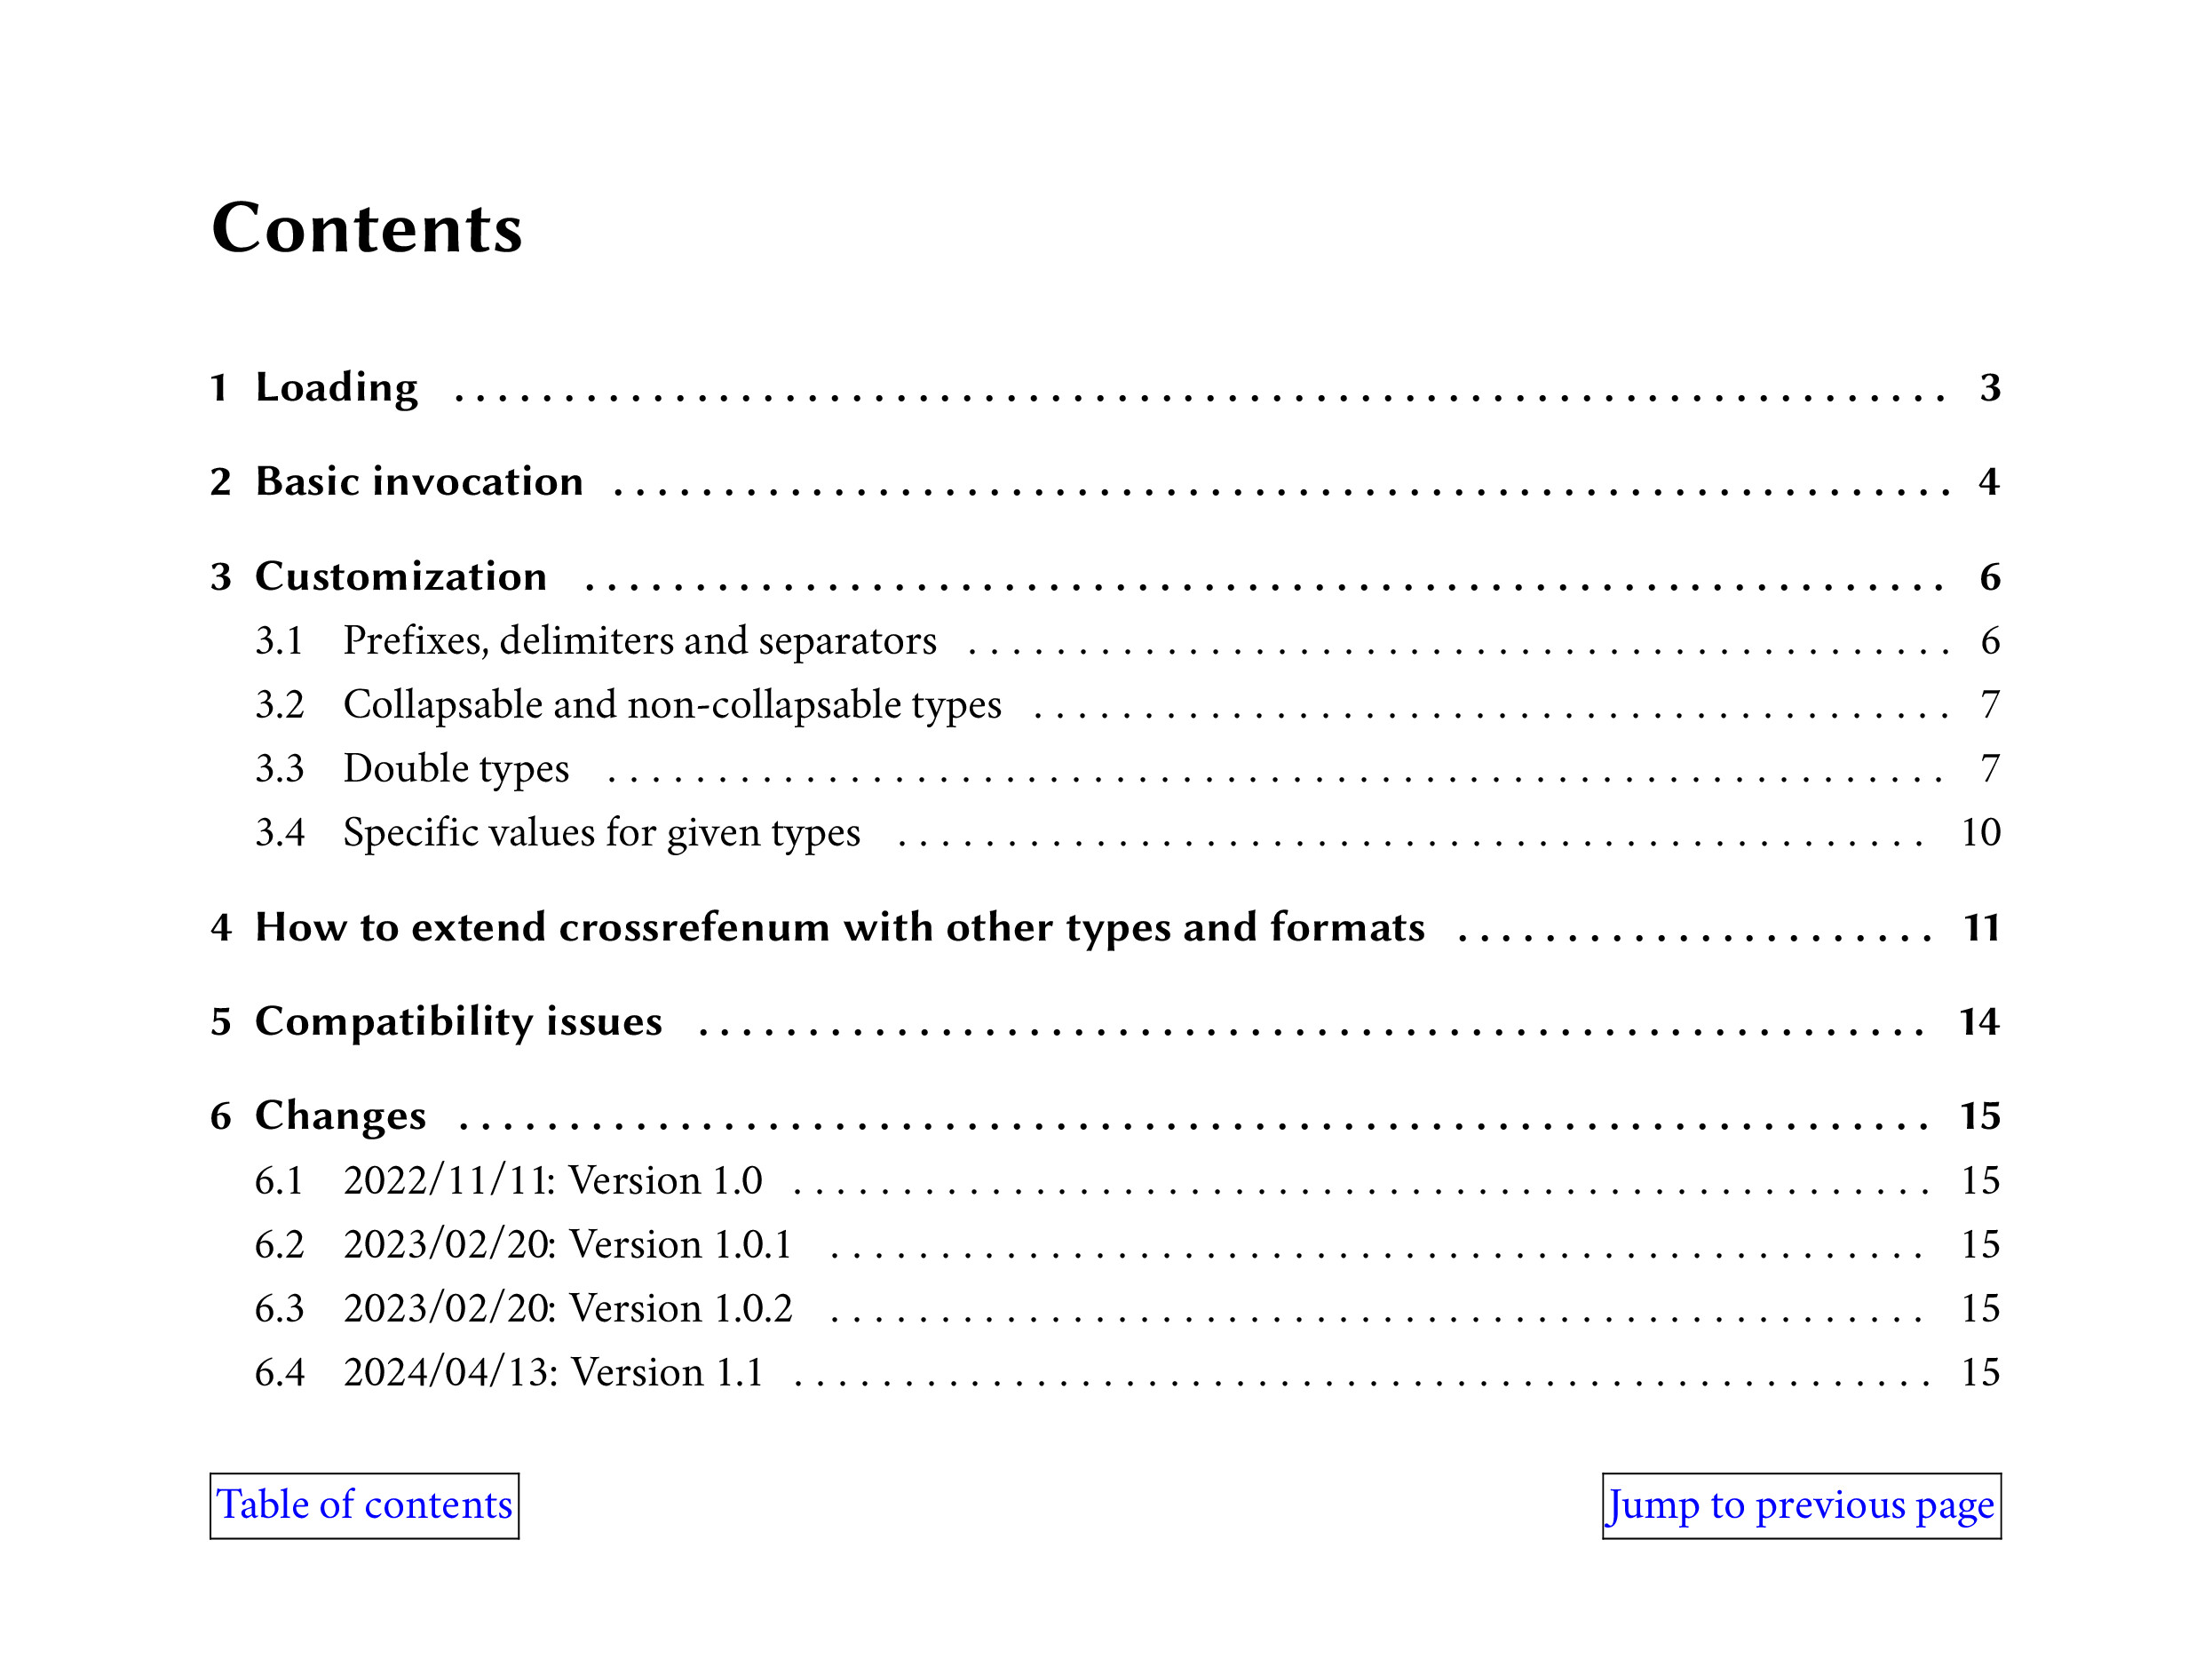 Contents
1 Loading . . . . . . . . . . . . . . . . . . . . . . . . . . . . . . . . . . . . . . . . . . . . . . . . . . . . . . . . . . . . . . . . . . 3
2 Basic invocation . . . . . . . . . . . . . . . . . . . . . . . . . . . . . . . . . . . . . . . . . . . . . . . . . . . . . . . . . . . 4
3 Customization . . . . . . . . . . . . . . . . . . . . . . . . . . . . . . . . . . . . . . . . . . . . . . . . . . . . . . . . . . . . 6
3.1 Prefixes, delimiters and separators . . . . . . . . . . . . . . . . . . . . . . . . . . . . . . . . . . . . . . . . . . . . . 6
3.2 Collapsable and non-collapsable types . . . . . . . . . . . . . . . . . . . . . . . . . . . . . . . . . . . . . . . . . . 7
3.3 Double types . . . . . . . . . . . . . . . . . . . . . . . . . . . . . . . . . . . . . . . . . . . . . . . . . . . . . . . . . . . . . 7
3.4 Specific values for given types . . . . . . . . . . . . . . . . . . . . . . . . . . . . . . . . . . . . . . . . . . . . . . . 10
4 How to extend crossrefenum with other types and formats . . . . . . . . . . . . . . . . . . . . . . 11
5 Compatibility issues . . . . . . . . . . . . . . . . . . . . . . . . . . . . . . . . . . . . . . . . . . . . . . . . . . . . . . 14
6 Changes . . . . . . . . . . . . . . . . . . . . . . . . . . . . . . . . . . . . . . . . . . . . . . . . . . . . . . . . . . . . . . . . . 15
6.1 2022/11/11: Version 1.0 . . . . . . . . . . . . . . . . . . . . . . . . . . . . . . . . . . . . . . . . . . . . . . . . . . . . 15
6.2 2023/02/20: Version 1.0.1 . . . . . . . . . . . . . . . . . . . . . . . . . . . . . . . . . . . . . . . . . . . . . . . . . . 15
6.3 2023/02/20: Version 1.0.2 . . . . . . . . . . . . . . . . . . . . . . . . . . . . . . . . . . . . . . . . . . . . . . . . . . 15
6.4 2024/04/13: Version 1.1 . . . . . . . . . . . . . . . . . . . . . . . . . . . . . . . . . . . . . . . . . . . . . . . . . . . . 15
Table of contents
Jump to previous page